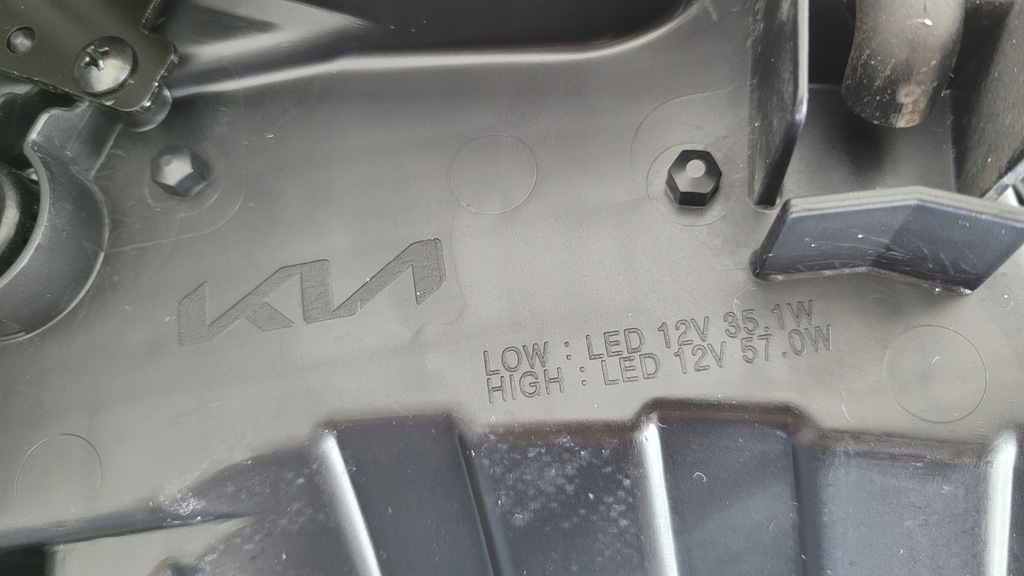 KIA
LOW : LED 12V 35.1W
HIGH : LED 12V 57.0W